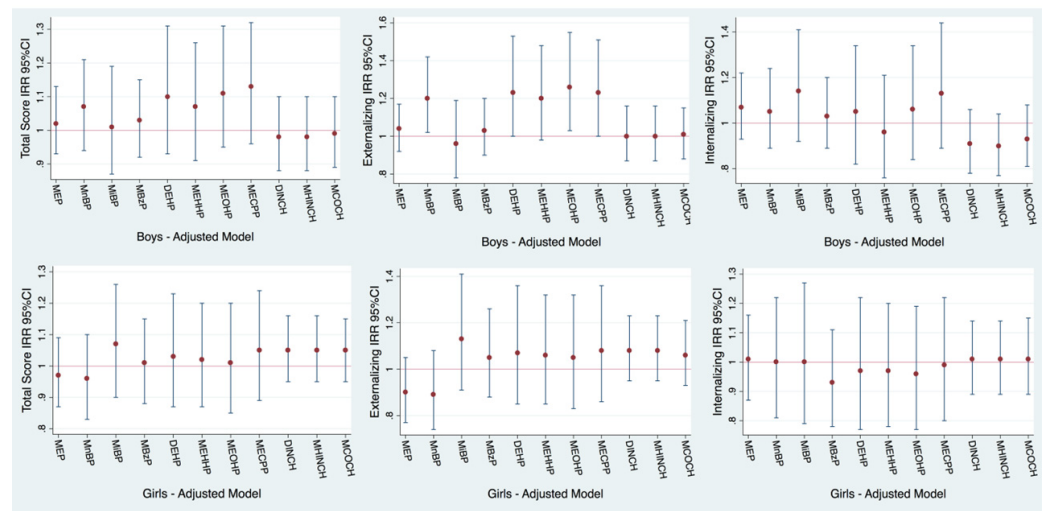 Total Score IRR 95%CI
1.3
1.2
1.1
1
.9
MEP
MnBP
MiBP
MBzP
DEHP
MEHHP
MEOHP
MECPP
DINCH
MHINCH
MCOCH
Boys - Adjusted Model
Externalizing IRR 95%CI
1.6
1.4
1.2
1
.8
MEP
MnBP
MiBP
MBzP
DEHP
MEHHP
MEOHP
MECPP
DINCH
MHINCH
MCOCH
Boys - Adjusted Model
Internalizing IRR 95%CI
1.4
1.2
1
.8
MEP
MnBP
MiBP
MBzP
DEHP
MEHHP
MEOHP
MECPP
DINCH
MHINCH
MCOCH
Boys - Adjusted Model
Total Score IRR 95%CI
1.3
1.2
1.1
1
.9
.8
MEP
MnBP
MiBP
MBzP
DEHP
MEHHP
MEOHP
MECPP
DINCH
MHINCH
MCOCH
Girls - Adjusted Model
Externalizing IRR 95%CI
1.4
1.2
1
.8
MEP
MnBP
MiBP
MBzP
DEHP
MEHHP
MEOHP
MECPP
DINCH
MHINCH
MCOCH
Girls - Adjusted Model
Internalizing IRR 95%CI
1.3
1.2
1.1
1
.9
.8
MEP
MnBP
MiBP
MBzP
DEHP
MEHHP
MEOHP
MECPP
DINCH
MHINCH
MCOCH
Girls - Adjusted Model